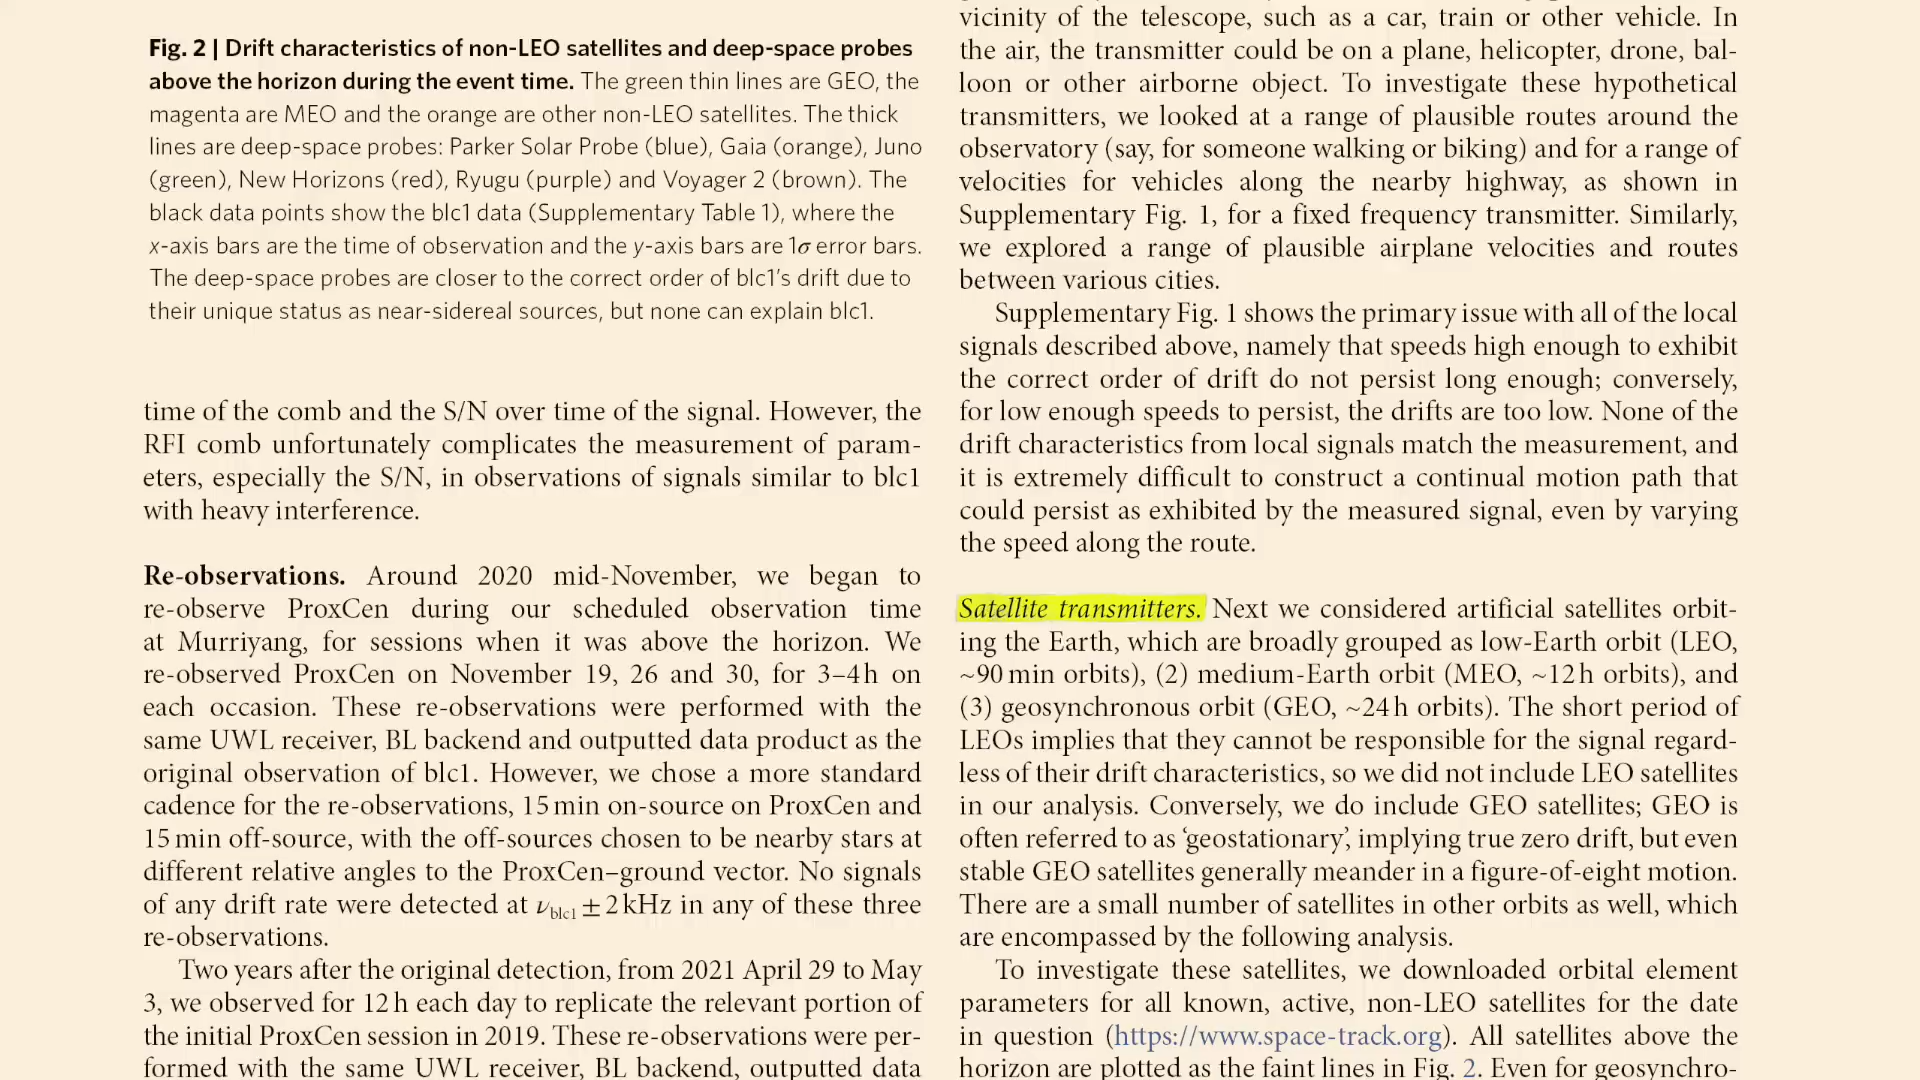 Fig. 2 | Drift characteristics of non-LEO satellites and deep-space probes
above the horizon during the event time. The green thin lines are GEO, the
magenta are MEO and the orange are other non-LEO satellites. The thick
lines are deep-space probes: Parker Solar Probe (blue), Gaia (orange), Juno
(green), New Horizons (red), Ryugu (purple) and Voyager 2 (brown). The
black data points show the blc1 data (Supplementary Table 1), where the
x-axis bars are the time of observation and the y-axis bars are 1σ error bars.
The deep-space probes are closer to the correct order of blc1's drift due to
their unique status as near-sidereal sources, but none can explain blc1.
time of the comb and the S/N over time of the signal. However, the
RFI comb unfortunately complicates the measurement of param-
eters, especially the S/N, in observations of signals similar to blc1
with heavy interference.
Re-observations. Around 2020 mid-November, we began to
re-observe ProxCen during our scheduled observation time
at Murriyang, for sessions when it was above the horizon. We
re-observed ProxCen on November 19, 26 and 30, for 3–4 h on
each occasion. These re-observations were performed with the
same UWL receiver, BL backend and outputted data product as the
original observation of blc1. However, we chose a more standard
cadence for the re-observations, 15 min on-source on ProxCen and
15 min off-source, with the off-sources chosen to be nearby stars at
different relative angles to the ProxCen–ground vector. No signals
of any drift rate were detected at νblc1 ± 2 kHz in any of these three
re-observations.
Two years after the original detection, from 2021 April 29 to May
3, we observed for 12 h each day to replicate the relevant portion of
the initial ProxCen session in 2019. These re-observations were per-
formed with the same UWL receiver, BL backend, outputted data
vicinity of the telescope, such as a car, train or other vehicle. In
the air, the transmitter could be on a plane, helicopter, drone, bal-
loon or other airborne object. To investigate these hypothetical
transmitters, we looked at a range of plausible routes around the
observatory (say, for someone walking or biking) and for a range of
velocities for vehicles along the nearby highway, as shown in
Supplementary Fig. 1, for a fixed frequency transmitter. Similarly,
we explored a range of plausible airplane velocities and routes
between various cities.
Supplementary Fig. 1 shows the primary issue with all of the local
signals described above, namely that speeds high enough to exhibit
the correct order of drift do not persist long enough; conversely,
for low enough speeds to persist, the drifts are too low. None of the
drift characteristics from local signals match the measurement, and
it is extremely difficult to construct a continual motion path that
could persist as exhibited by the measured signal, even by varying
the speed along the route.
Satellite transmitters. Next we considered artificial satellites orbit-
ing the Earth, which are broadly grouped as low-Earth orbit (LEO,
~90 min orbits), (2) medium-Earth orbit (MEO, ~12 h orbits), and
(3) geosynchronous orbit (GEO, ~24 h orbits). The short period of
LEOs implies that they cannot be responsible for the signal regard-
less of their drift characteristics, so we did not include LEO satellites
in our analysis. Conversely, we do include GEO satellites; GEO is
often referred to as ‘geostationary’, implying true zero drift, but even
stable GEO satellites generally meander in a figure-of-eight motion.
There are a small number of satellites in other orbits as well, which
are encompassed by the following analysis.
To investigate these satellites, we downloaded orbital element
parameters for all known, active, non-LEO satellites for the date
in question (https://www.space-track.org). All satellites above the
horizon are plotted as the faint lines in Fig. 2. Even for geosynchro-